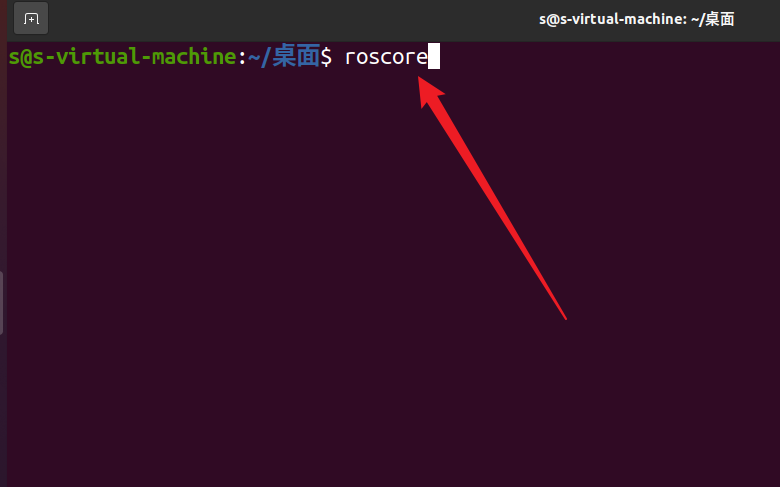 s@s-virtual-machine: ~/桌面
s@s-virtual-machine:~/桌面$ roscore